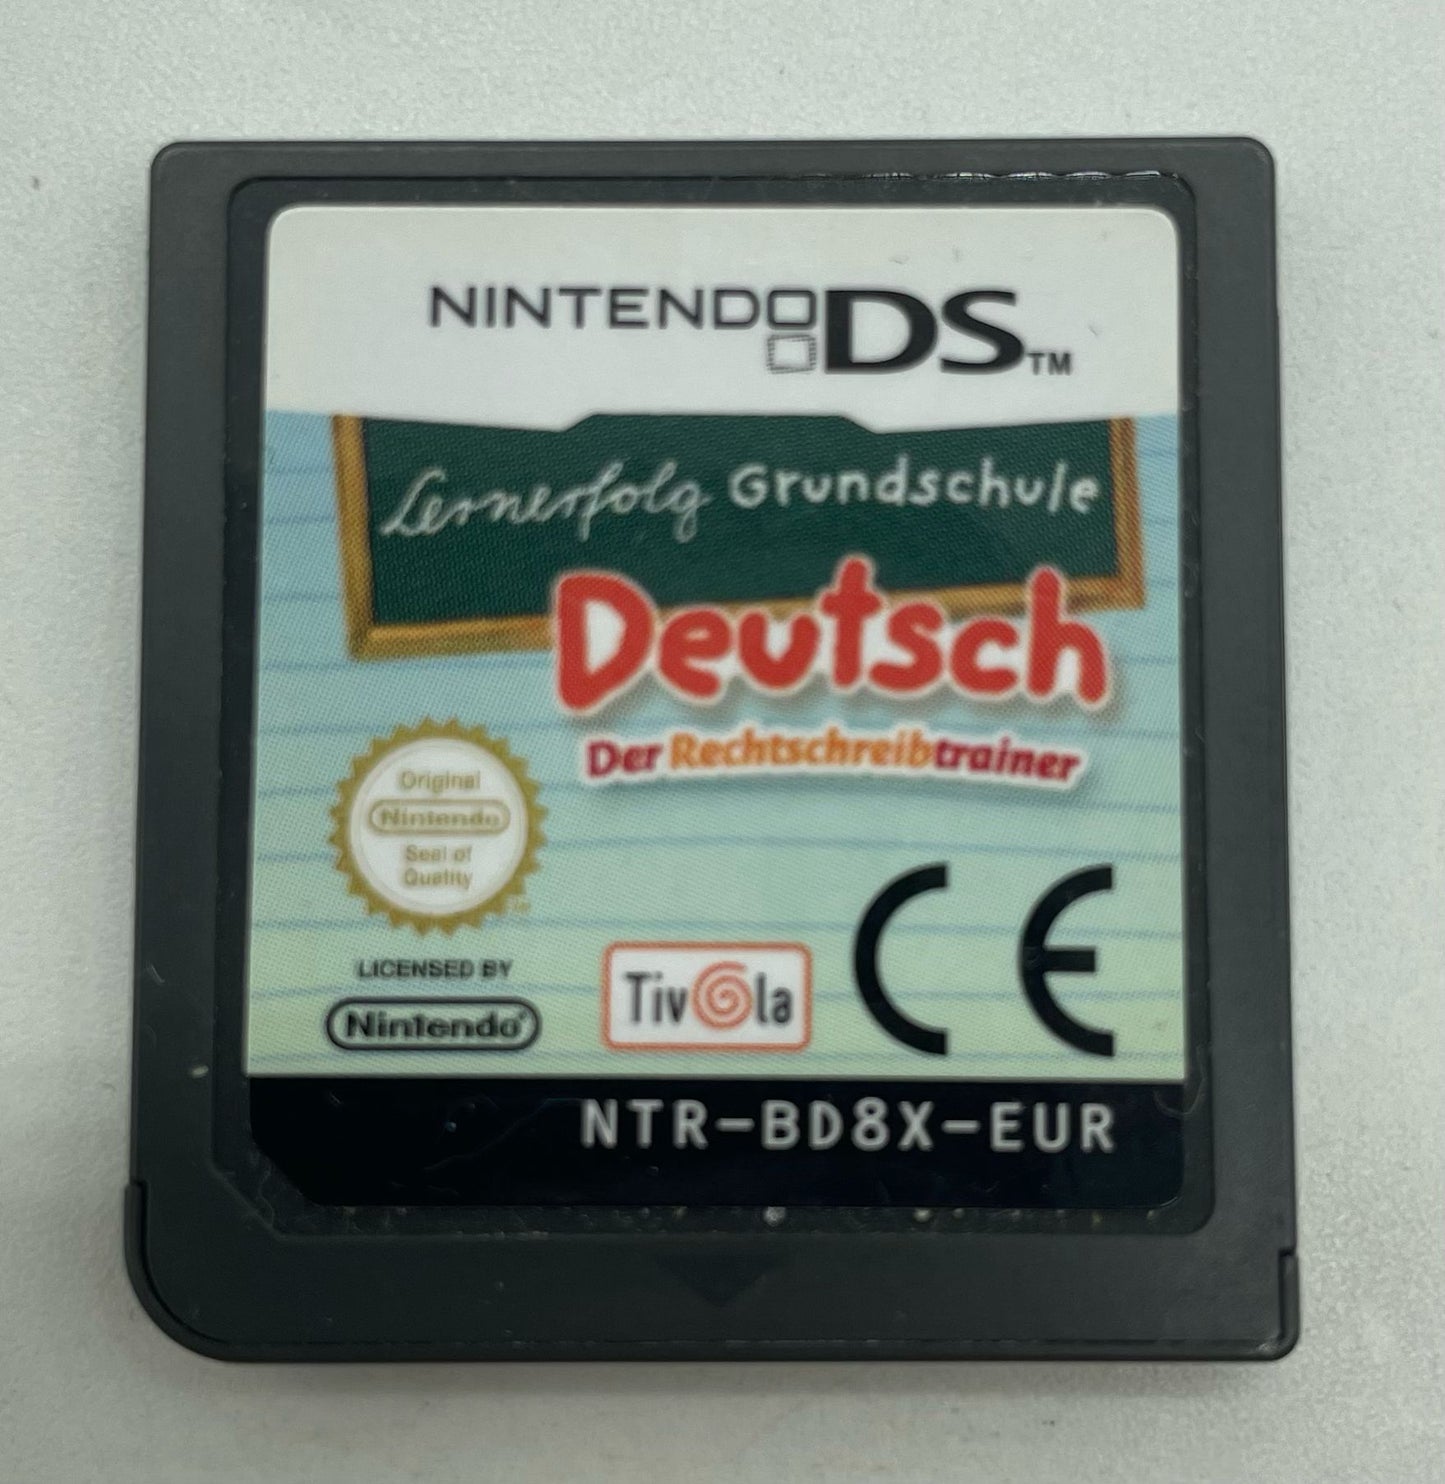 NINTENDO DS™
Lernerfolg Grundschule
Deutsch
Der Rechtschreibtrainer
Original
Nintendo
Seal of
Quality
LICENSED BY
Nintendo®
Tivola
CE
NTR-BD8X-EUR